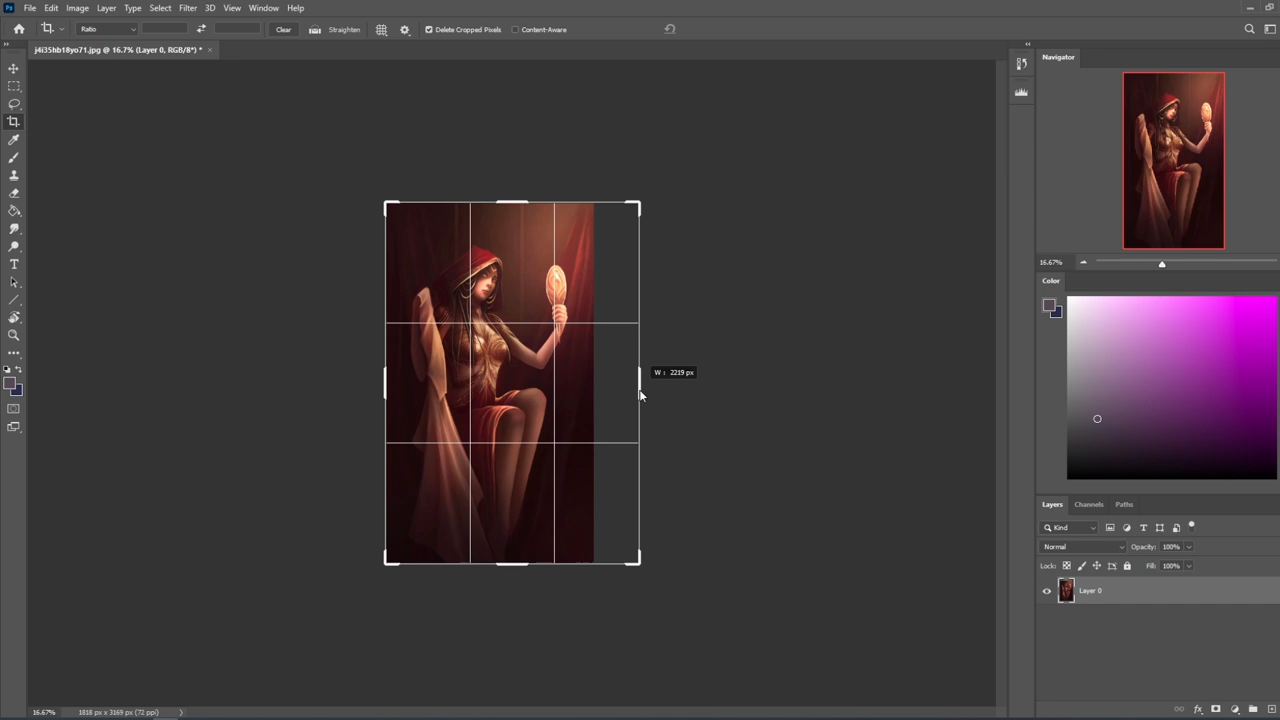 Ps File Edit Image Layer Type Select Filter 3D View Window Help
Ratio Clear Straighten Delete Cropped Pixels Content-Aware
j4i35hb18yo71.jpg @ 16.7% (Layer 0, RGB/8*) * ×
Navigator
16.67%
Color
W : 2219 px
Layers Channels Paths
Kind
Normal Opacity: 100%
Lock: Fill: 100%
Layer 0
16.67% 1818 px x 3169 px (72 ppi)
fx